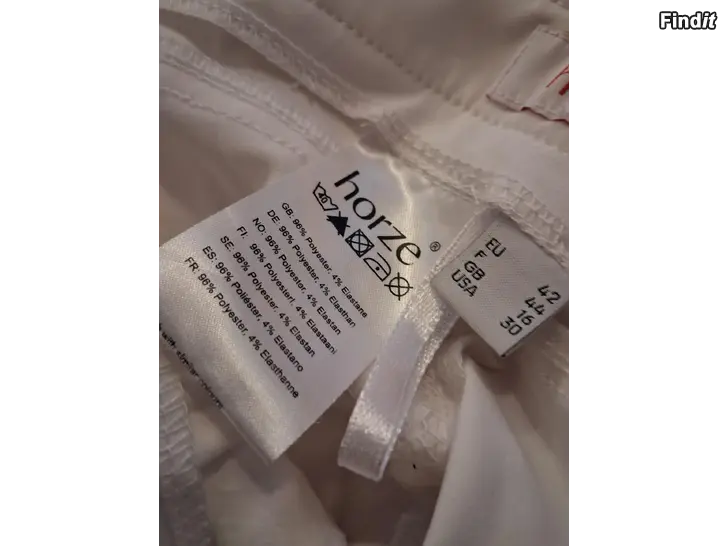 Findit
horze®
GB: 96% Polyester, 4% Elastane
DE: 96% Polyester, 4% Elasthan
NO: 96% Polyester, 4% Elastan
FI: 96% Polyesteri, 4% Elastaani
SE: 96% Polyester, 4% Elastan
ES: 96% Poliéster, 4% Elastano
FR: 96% Polyester, 4% Elasthanne
EU 42
F 44
GB 16
USA 30